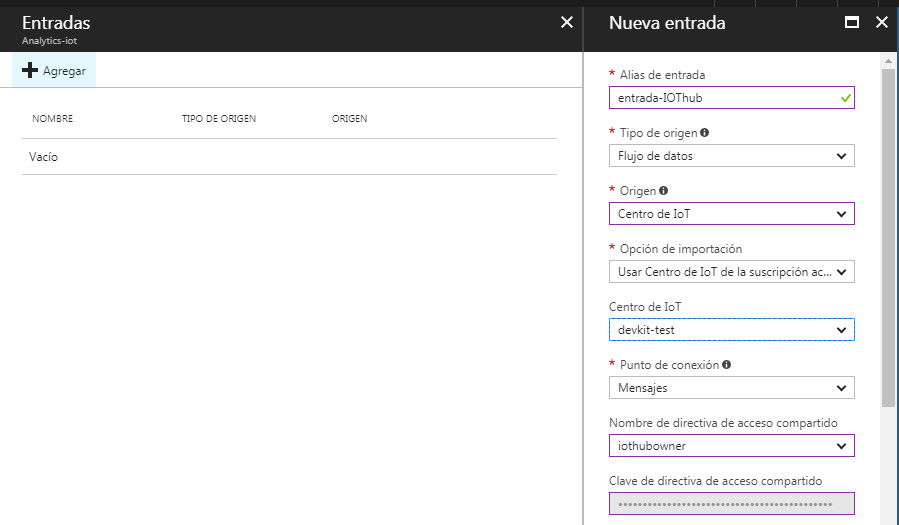 Entradas
Analytics-iot
Agregar
NOMBRE TIPO DE ORIGEN ORIGEN
Vacío
Nueva entrada
* Alias de entrada
entrada-IOThub
* Tipo de origen
Flujo de datos
* Origen
Centro de IoT
* Opción de importación
Usar Centro de IoT de la suscripción ac...
Centro de IoT
devkit-test
* Punto de conexión
Mensajes
Nombre de directiva de acceso compartido
iothubowner
Clave de directiva de acceso compartido